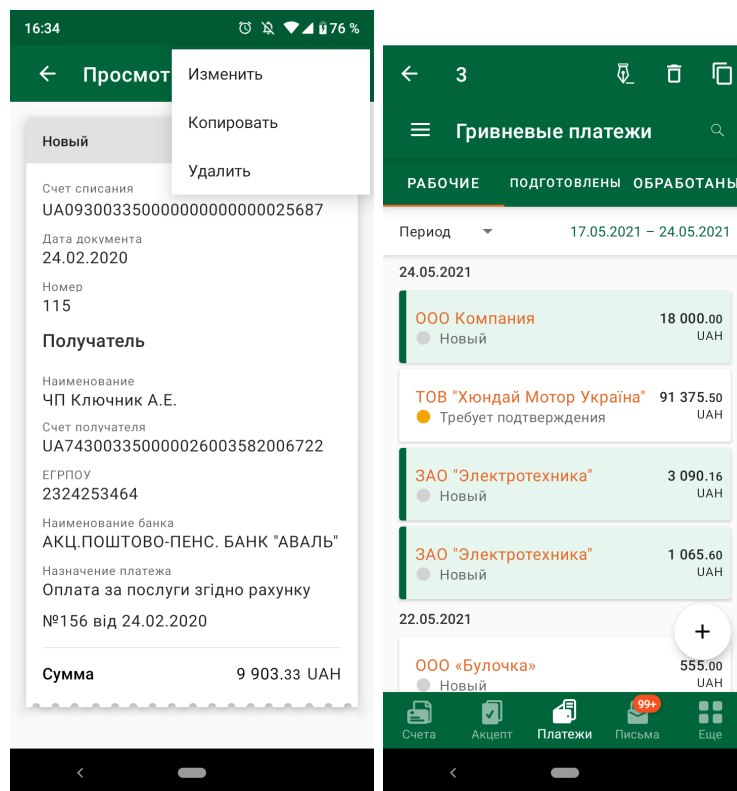 16:34
76 %
Просмот
Изменить
Копировать
Удалить
Новый
Счет списания
UA093003350000000000000025687
Дата документа
24.02.2020
Номер
115
Получатель
Наименование
ЧП Ключник А.Е.
Счет получателя
UA743003350000026003582006722
ЕГРПОУ
2324253464
Наименование банка
АКЦ.ПОШТОВО-ПЕНС. БАНК "АВАЛЬ"
Назначение платежа
Оплата за послуги згідно рахунку
№156 від 24.02.2020
Сумма 9 903.33 UAH
3
Гривневые платежи
РАБОЧИЕ ПОДГОТОВЛЕНЫ ОБРАБОТАНЫ
Период 17.05.2021 – 24.05.2021
24.05.2021
ООО Компания 18 000.00
Новый UAH
ТОВ "Хюндай Мотор Україна" 91 375.50
Требует подтверждения UAH
ЗАО "Электротехника" 3 090.16
Новый UAH
ЗАО "Электротехника" 1 065.60
Новый UAH
22.05.2021
ООО «Булочка» 555.00
Новый UAH
99+
Счета Акцепт Платежи Письма Еще